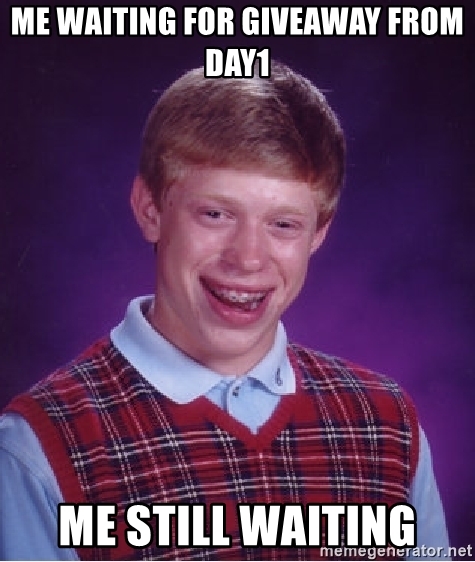 ME WAITING FOR GIVEAWAY FROM
DAY1
ME STILL WAITING
memegenerator.net